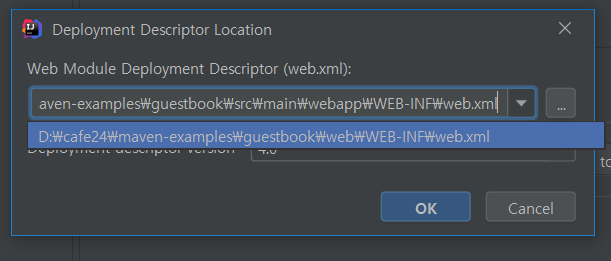 Deployment Descriptor Location
Web Module Deployment Descriptor (web.xml):
aven-examples₩guestbook₩src₩main₩webapp₩WEB-INF₩web.xml
...
D:₩cafe24₩maven-examples₩guestbook₩web₩WEB-INF₩web.xml
Deployment descriptor version
4.0
to
OK
Cancel